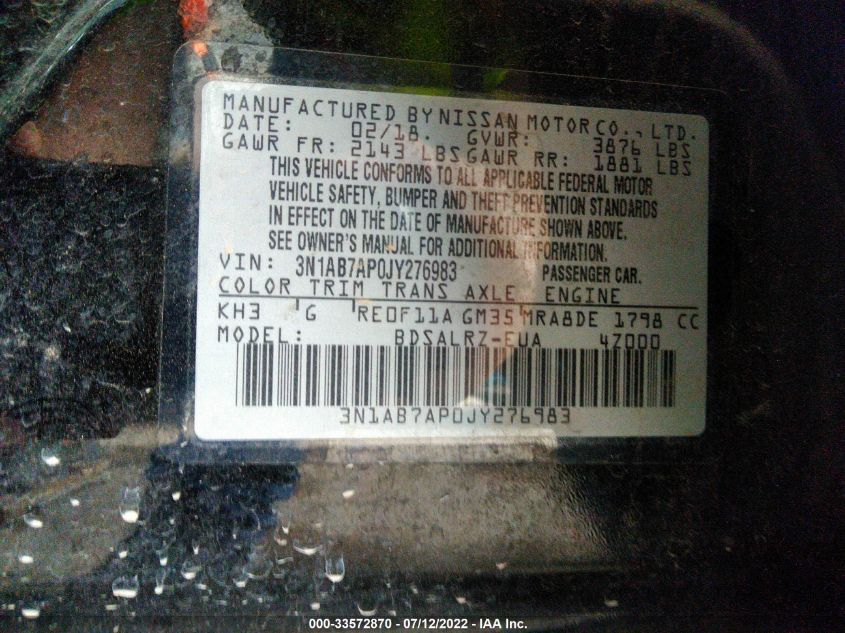 MANUFACTURED BY NISSAN MOTOR CO., LTD.
DATE: 02/18. GVWR: 3876 LBS
GAWR FR: 2143 LBS GAWR RR: 1881 LBS
THIS VEHICLE CONFORMS TO ALL APPLICABLE FEDERAL MOTOR
VEHICLE SAFETY, BUMPER AND THEFT PREVENTION STANDARDS
IN EFFECT ON THE DATE OF MANUFACTURE SHOWN ABOVE.
SEE OWNER'S MANUAL FOR ADDITIONAL INFORMATION.
VIN: 3N1AB7AP0JY276983 PASSENGER CAR.
COLOR TRIM TRANS AXLE ENGINE
KH3 G RE0F11A GM35 MRA8DE 1798 CC
MODEL: BDSALRZ-EUA 47000
3N1AB7AP0JY276983
000-33572870 - 07/12/2022 - IAA Inc.